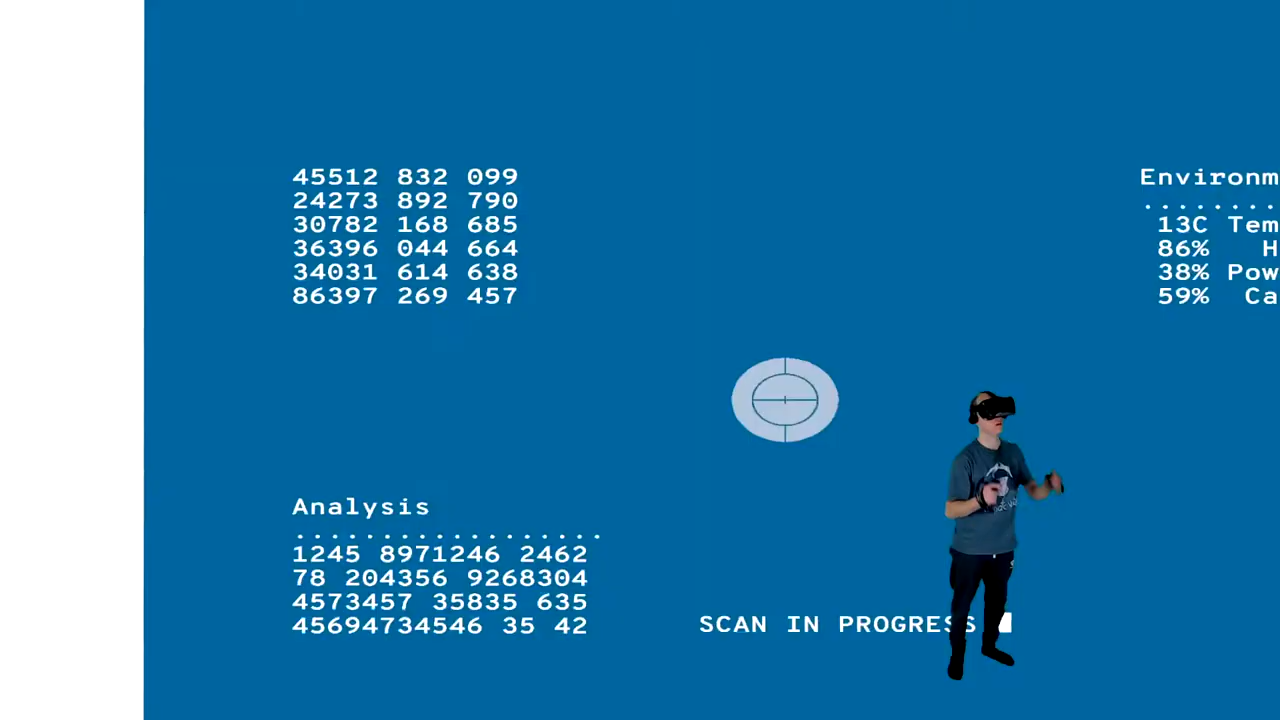 45512 832 099
24273 892 790
30782 168 685
36396 044 664
34031 614 638
86397 269 457
Environm
........
13C Tem
86% H
38% Pow
59% Ca
Analysis
..................
1245 8971246 2462
78 204356 9268304
4573457 35835 635
45694734546 35 42
SCAN IN PROGRESS